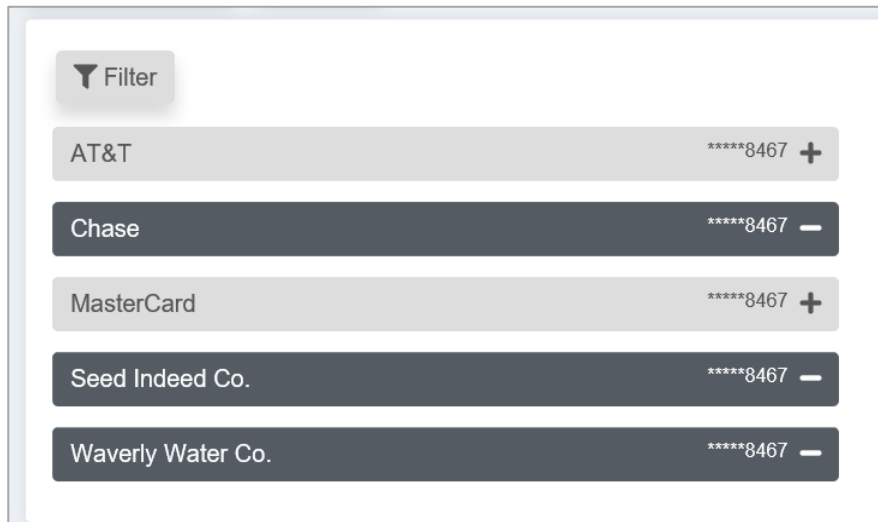 Filter
AT&T *****8467
Chase *****8467
MasterCard *****8467
Seed Indeed Co. *****8467
Waverly Water Co. *****8467